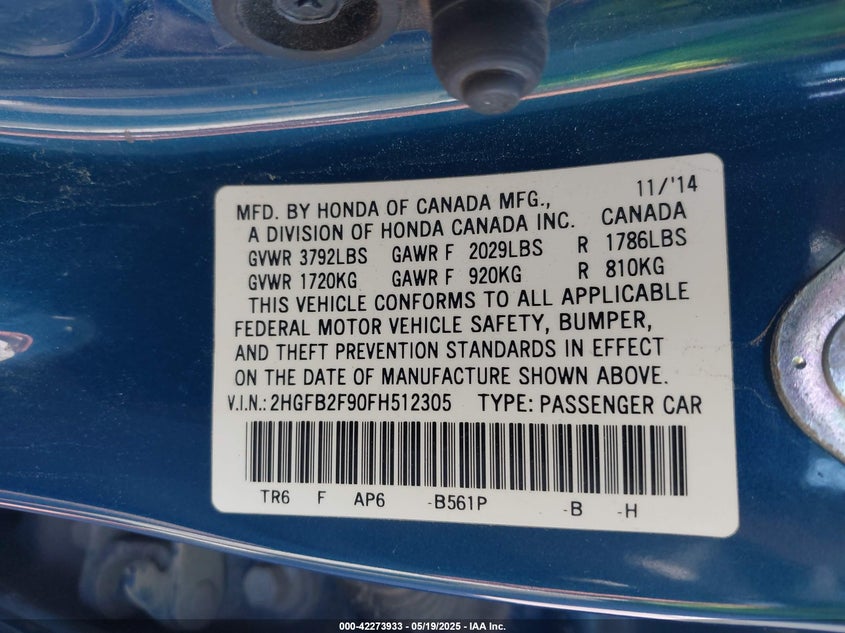 11/'14
MFD. BY HONDA OF CANADA MFG.,
A DIVISION OF HONDA CANADA INC. CANADA
GVWR 3792LBS GAWR F 2029LBS R 1786LBS
GVWR 1720KG GAWR F 920KG R 810KG
THIS VEHICLE CONFORMS TO ALL APPLICABLE
FEDERAL MOTOR VEHICLE SAFETY, BUMPER,
AND THEFT PREVENTION STANDARDS IN EFFECT
ON THE DATE OF MANUFACTURE SHOWN ABOVE.
V.I.N.: 2HGFB2F90FH512305 TYPE: PASSENGER CAR
TR6 F AP6 -B561P -B -H
000-42273933 - 05/19/2025 - IAA Inc.